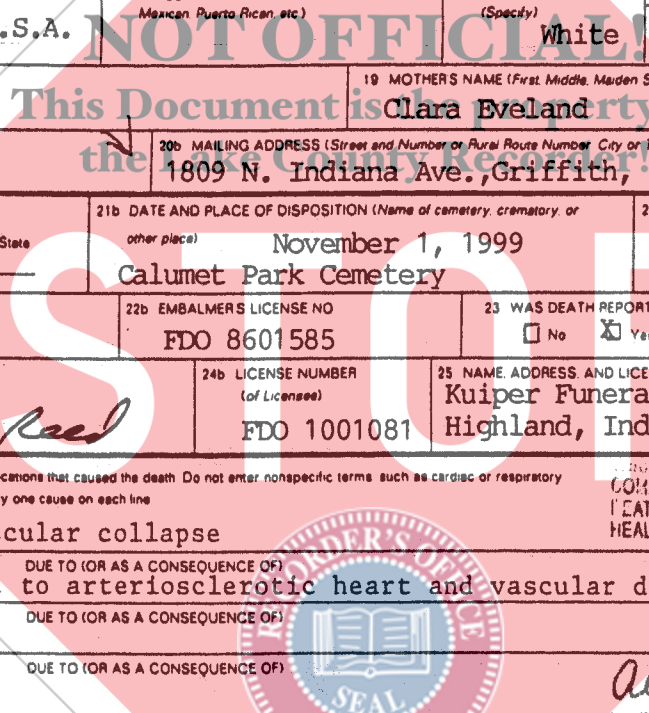 Mexican, Puerto Rican, etc)
(Specify)
.S.A.
White
NOT OFFICIAL!
19 MOTHER'S NAME (First, Middle, Maiden S
This Document is the property
Clara Eveland
20b MAILING ADDRESS (Street and Number or Rural Route Number, City or
the Lake County Recorder!
1809 N. Indiana Ave.,Griffith,
21b DATE AND PLACE OF DISPOSITION (Name of cemetery, crematory, or
State
other place)
November 1, 1999
Calumet Park Cemetery
STOP
22b EMBALMER'S LICENSE NO
23 WAS DEATH REPORT
FDO 8601585
No
X
Ye
24b LICENSE NUMBER
(of Licensee)
25 NAME, ADDRESS, AND LICE
Kuiper Funera
Reed
FDO 1001081
Highland, Ind
cations that caused the death Do not enter nonspecific terms such as cardiac or respiratory
y one cause on each line
cular collapse
HEAL
DUE TO (OR AS A CONSEQUENCE OF)
to arteriosclerotic heart and vascular d
DUE TO (OR AS A CONSEQUENCE OF)
DUE TO (OR AS A CONSEQUENCE OF)
RECORDER'S OFFICE
SEAL